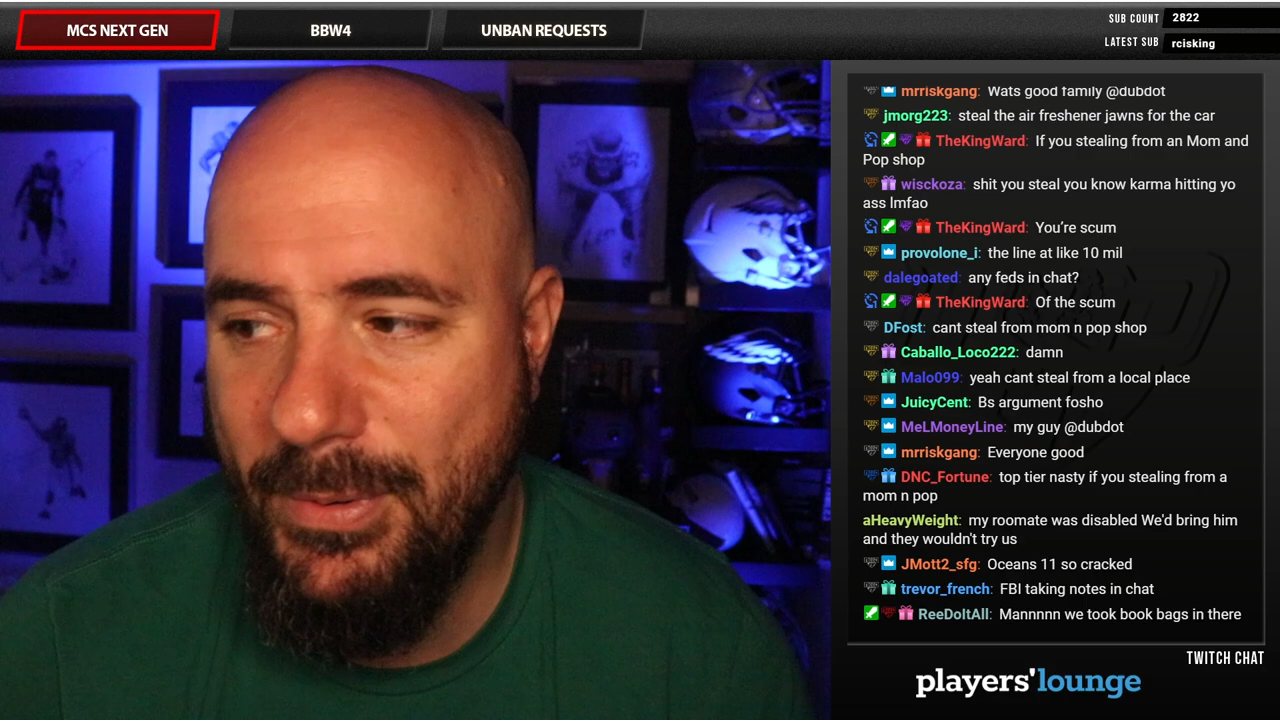 MCS NEXT GEN
BBW4
UNBAN REQUESTS
SUB COUNT 2822
LATEST SUB rcisking
mrriskgang: Wats good family @dubdot
jmorg223: steal the air freshener jawns for the car
TheKingWard: If you stealing from an Mom and
Pop shop
wisckoza: shit you steal you know karma hitting yo
ass lmfao
TheKingWard: You’re scum
provolone_i: the line at like 10 mil
dalegoated: any feds in chat?
TheKingWard: Of the scum
DFost: cant steal from mom n pop shop
Caballo_Loco222: damn
Malo099: yeah cant steal from a local place
JuicyCent: Bs argument fosho
MeLMoneyLine: my guy @dubdot
mrriskgang: Everyone good
DNC_Fortune: top tier nasty if you stealing from a
mom n pop
aHeavyWeight: my roomate was disabled We'd bring him
and they wouldn't try us
JMott2_sfg: Oceans 11 so cracked
trevor_french: FBI taking notes in chat
ReeDoItAll: Mannnnn we took book bags in there
TWITCH CHAT
players'lounge